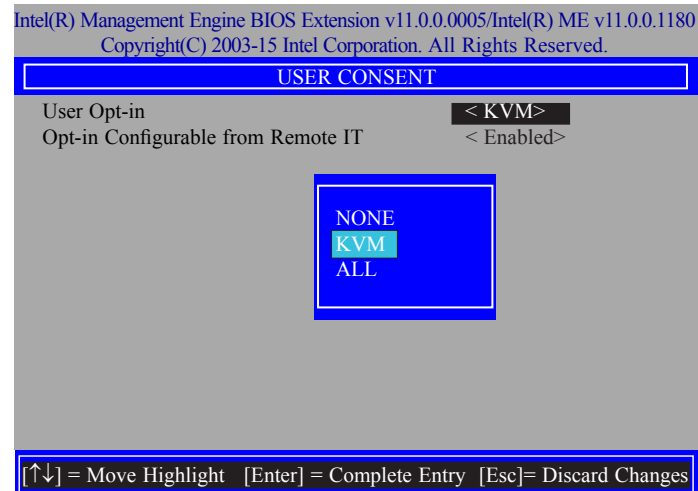 Intel(R) Management Engine BIOS Extension v11.0.0.0005/Intel(R) ME v11.0.0.1180
Copyright(C) 2003-15 Intel Corporation. All Rights Reserved.
USER CONSENT
User Opt-in < KVM>
Opt-in Configurable from Remote IT < Enabled>
NONE
KVM
ALL
[↑↓] = Move Highlight [Enter] = Complete Entry [Esc]= Discard Changes